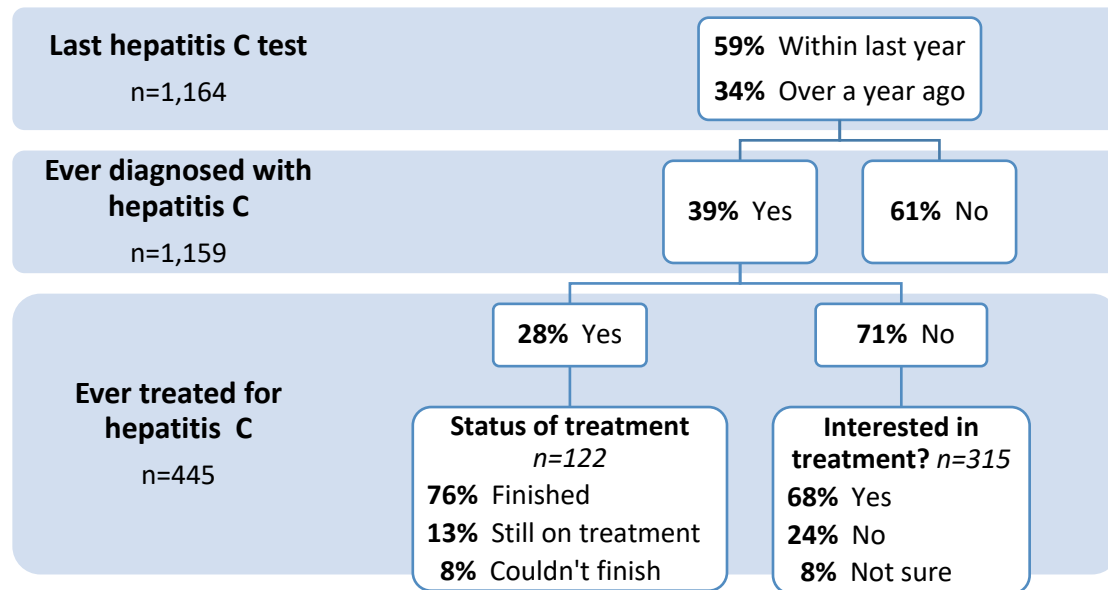 Last hepatitis C test
n=1,164
59% Within last year
34% Over a year ago
Ever diagnosed with
hepatitis C
n=1,159
39% Yes
61% No
Ever treated for
hepatitis C
n=445
28% Yes
71% No
Status of treatment
n=122
76% Finished
13% Still on treatment
8% Couldn't finish
Interested in
treatment? n=315
68% Yes
24% No
8% Not sure